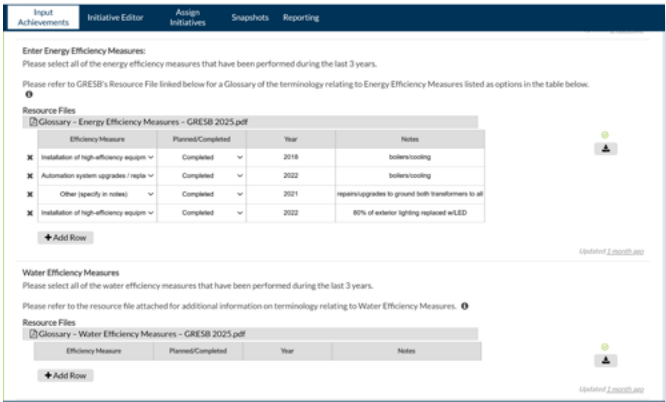 Input Achievements
Initiative Editor
Assign Initiatives
Snapshots
Reporting
Enter Energy Efficiency Measures:
Please select all of the energy efficiency measures that have been performed during the last 3 years.
Please refer to GRESB's Resource File linked below for a Glossary of the terminology relating to Energy Efficiency Measures listed as options in the table below.
Resource Files
Glossary – Energy Efficiency Measures – GRESB 2025.pdf
Efficiency Measure Planned/Completed Year Notes
Installation of high-efficiency equipm Completed 2018 boilers/cooling
Automation system upgrades / repla Completed 2022 boilers/cooling
Other (specify in notes) Completed 2021 repairs/upgrades to ground both transformers to all
Installation of high-efficiency equipm Completed 2022 80% of exterior lighting replaced w/LED
+ Add Row
Updated 1 month ago
Water Efficiency Measures
Please select all of the water efficiency measures that have been performed during the last 3 years.
Please refer to the resource file attached for additional information on terminology relating to Water Efficiency Measures.
Resource Files
Glossary – Water Efficiency Measures – GRESB 2025.pdf
Efficiency Measure Planned/Completed Year Notes
+ Add Row
Updated 1 month ago